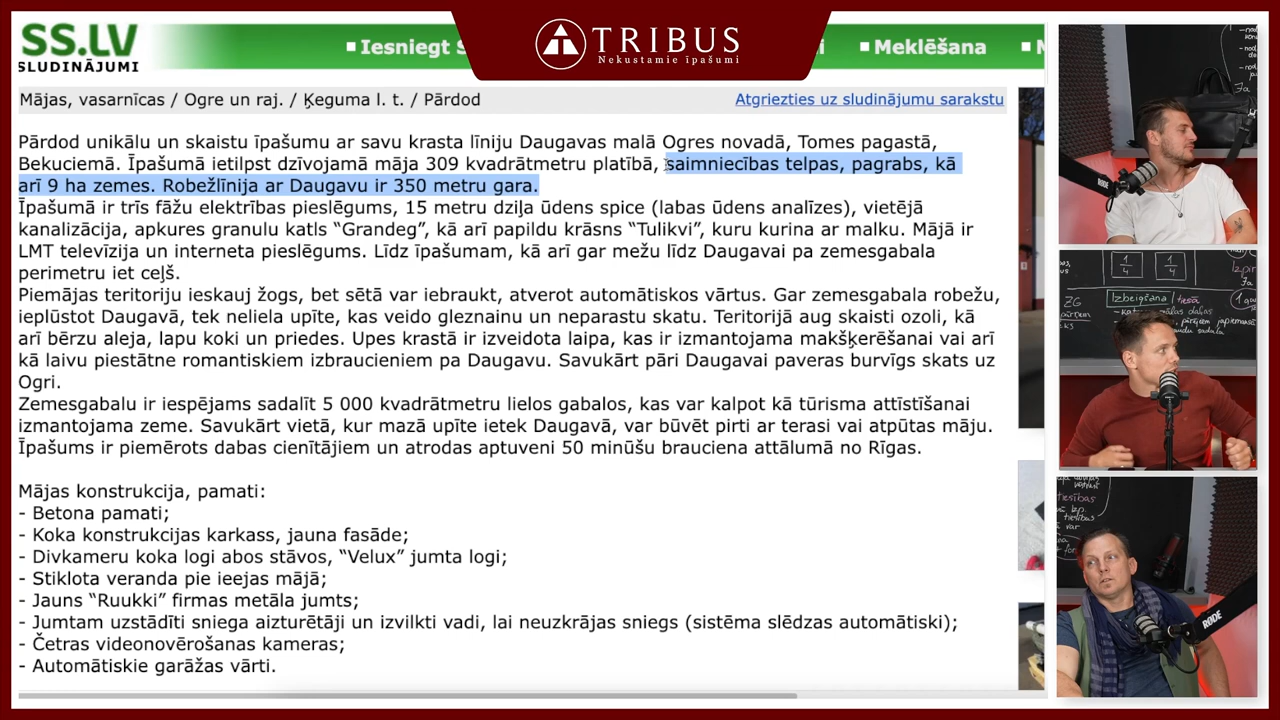 SS.LV
SLUDINĀJUMI
Iesniegt S
TRIBUS
Nekustamie īpašumi
i
Meklēšana
Mājas, vasarnīcas / Ogre un raj. / Ķeguma l. t. / Pārdod
Atgriezties uz sludinājumu sarakstu
Pārdod unikālu un skaistu īpašumu ar savu krasta līniju Daugavas malā Ogres novadā, Tomes pagastā,
Bekuciemā. Īpašumā ietilpst dzīvojamā māja 309 kvadrātmetru platībā, saimniecības telpas, pagrabs, kā
arī 9 ha zemes. Robežlīnija ar Daugavu ir 350 metru gara.
Īpašumā ir trīs fāžu elektrības pieslēgums, 15 metru dziļa ūdens spice (labas ūdens analīzes), vietējā
kanalizācija, apkures granulu katls “Grandeg”, kā arī papildu krāsns “Tulikvi”, kuru kurina ar malku. Mājā ir
LMT televīzija un interneta pieslēgums. Līdz īpašumam, kā arī gar mežu līdz Daugavai pa zemesgabala
perimetru iet ceļš.
Piemājas teritoriju ieskauj žogs, bet sētā var iebraukt, atverot automātiskos vārtus. Gar zemesgabala robežu,
ieplūstot Daugavā, tek neliela upīte, kas veido greznainu un neparastu skatu. Teritorijā aug skaisti ozoli, kā
arī bērzu aleja, lapu koki un priedes. Upes krastā ir izveidota laipa, kas ir izmantojama makšķerēšanai vai arī
kā laivu piestātne romantiskiem izbraucieniem pa Daugavu. Savukārt pāri Daugavai paveras burvīgs skats uz
Ogri.
Zemesgabalu ir iespējams sadalīt 5 000 kvadrātmetru lielos gabalos, kas var kalpot kā tūrisma attīstīšanai
izmantojama zeme. Savukārt vietā, kur mazā upīte ietek Daugavā, var būvēt pirti ar terasi vai atpūtas māju.
Īpašums ir piemērots dabas cienītājiem un atrodas aptuveni 50 minūšu brauciena attālumā no Rīgas.
Mājas konstrukcija, pamati:
- Betona pamati;
- Koka konstrukcijas karkass, jauna fasāde;
- Divkameru koka logi abos stāvos, “Velux” jumta logi;
- Stiklota veranda pie ieejas mājā;
- Jauns “Ruukki” firmas metāla jumts;
- Jumtam uzstādīti sniega aizturētāji un izvilkti vadi, lai neuzkrājas sniegs (sistēma slēdzas automātiski);
- Četras videonovērošanas kameras;
- Automātiskie garāžas vārti.
RØDE
1/4 1/4
ZG
Izbeigšana
RØDE